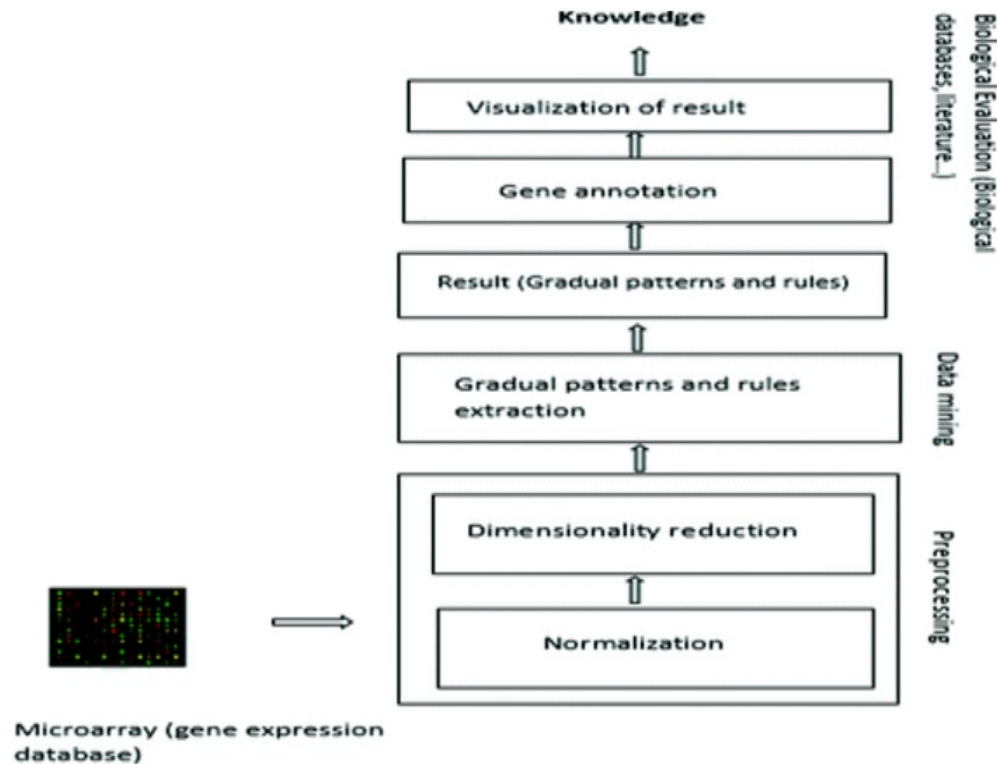 Knowledge
Visualization of result
Gene annotation
Result (Gradual patterns and rules)
Gradual patterns and rules
extraction
Dimensionality reduction
Normalization
Microarray (gene expression
database)
Biological Evaluation (Biological
databases, literature...)
Data mining
Preprocessing